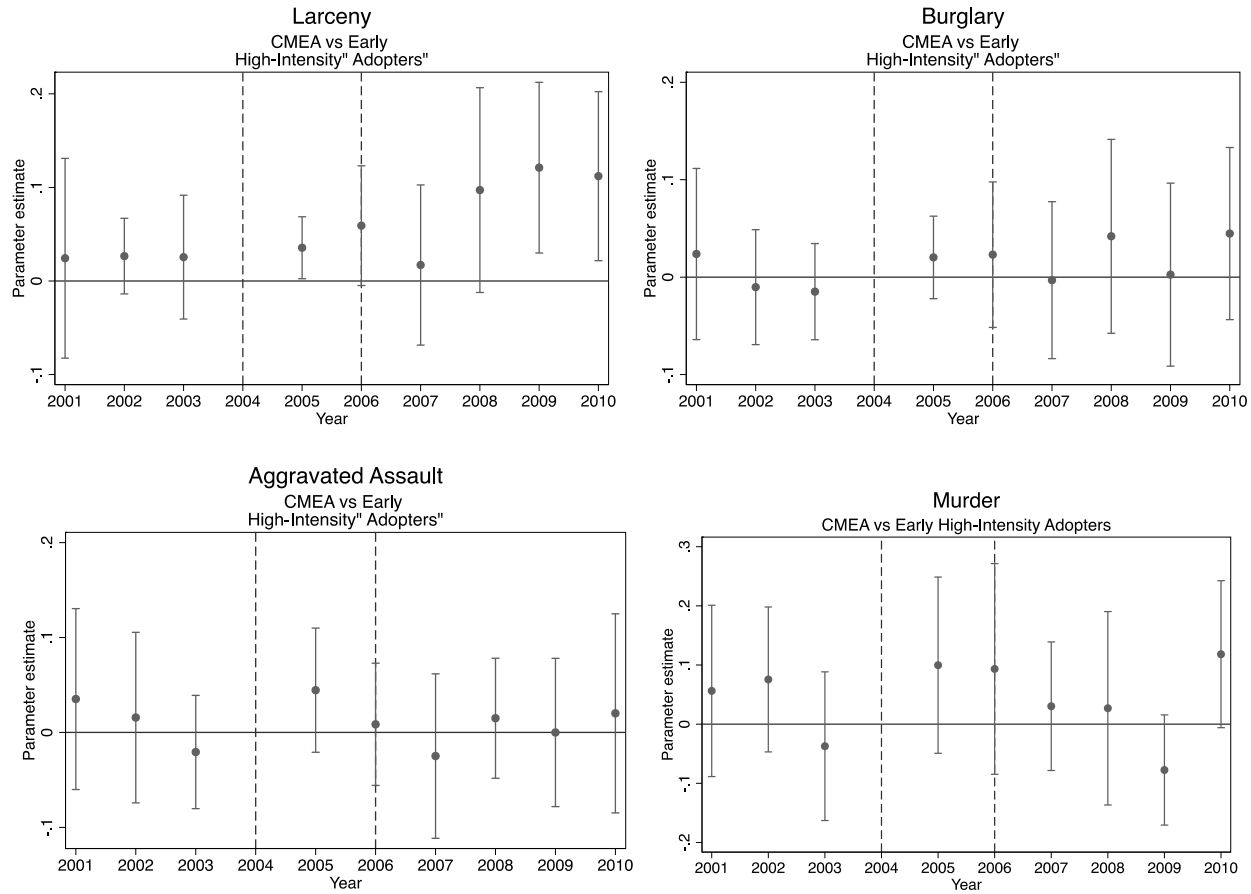 Larceny
CMEA vs Early
High-Intensity" Adopters"
Parameter estimate
.2
.1
0
-.1
2001 2002 2003 2004 2005 2006 2007 2008 2009 2010
Year
Burglary
CMEA vs Early
High-Intensity" Adopters"
Parameter estimate
.2
.1
0
-.1
2001 2002 2003 2004 2005 2006 2007 2008 2009 2010
Year
Aggravated Assault
CMEA vs Early
High-Intensity" Adopters"
Parameter estimate
.2
.1
0
-.1
2001 2002 2003 2004 2005 2006 2007 2008 2009 2010
Year
Murder
CMEA vs Early High-Intensity Adopters
Parameter estimate
.3
.2
.1
0
-.1
-.2
2001 2002 2003 2004 2005 2006 2007 2008 2009 2010
Year